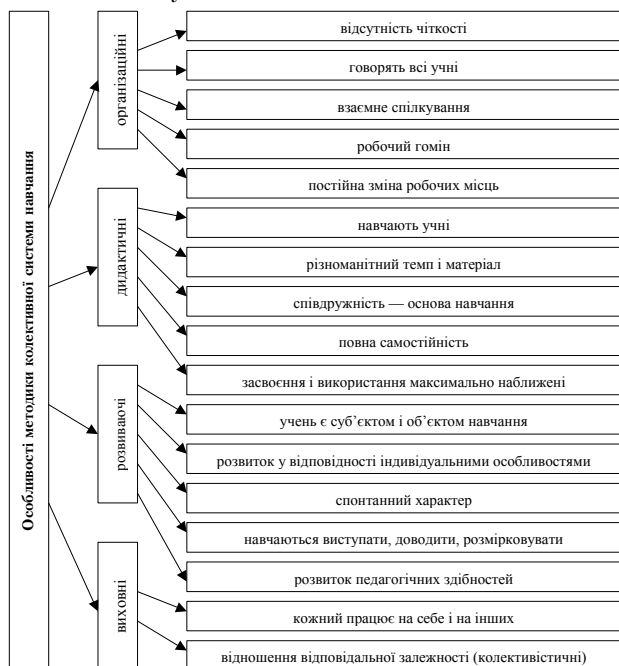 Особливості методики колективної системи навчання
організаційні
відсутність чіткості
говорять всі учні
взаємне спілкування
робочий гомін
постійна зміна робочих місць
дидактичні
навчають учні
різноманітний темп і матеріал
співдружність — основа навчання
повна самостійність
засвоєння і використання максимально наближені
розвиваючі
учень є суб’єктом і об’єктом навчання
розвиток у відповідності індивідуальними особливостями
спонтанний характер
навчаються виступати, доводити, розмірковувати
розвиток педагогічних здібностей
виховні
кожний працює на себе і на інших
відношення відповідальної залежності (колективістичні)